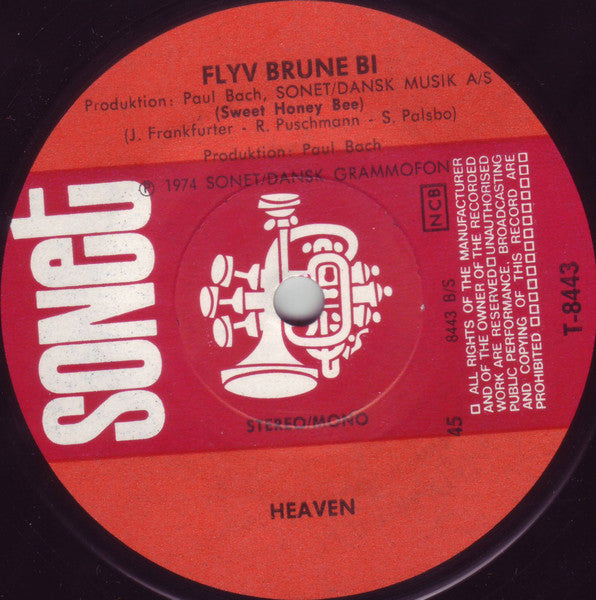 FLYV BRUNE BI
Produktion: Paul Bach, SONET/DANSK MUSIK A/S
(Sweet Honey Bee)
(J. Frankfurter - R. Puschmann - S. Palsbo)
Produktion: Paul Bach
℗ 1974 SONET/DANSK GRAMMOFON
sonet
NCB
8443 B/S
45
□ ALL RIGHTS OF THE MANUFACTURER
AND OF THE OWNER OF THE RECORDED
WORK ARE RESERVED□UNAUTHORISED
PUBLIC PERFORMANCE, BROADCASTING
AND COPYING OF THIS RECORD ARE
PROHIBITED □□□□□□□□□□□□
T-8443
STEREO/MONO
HEAVEN